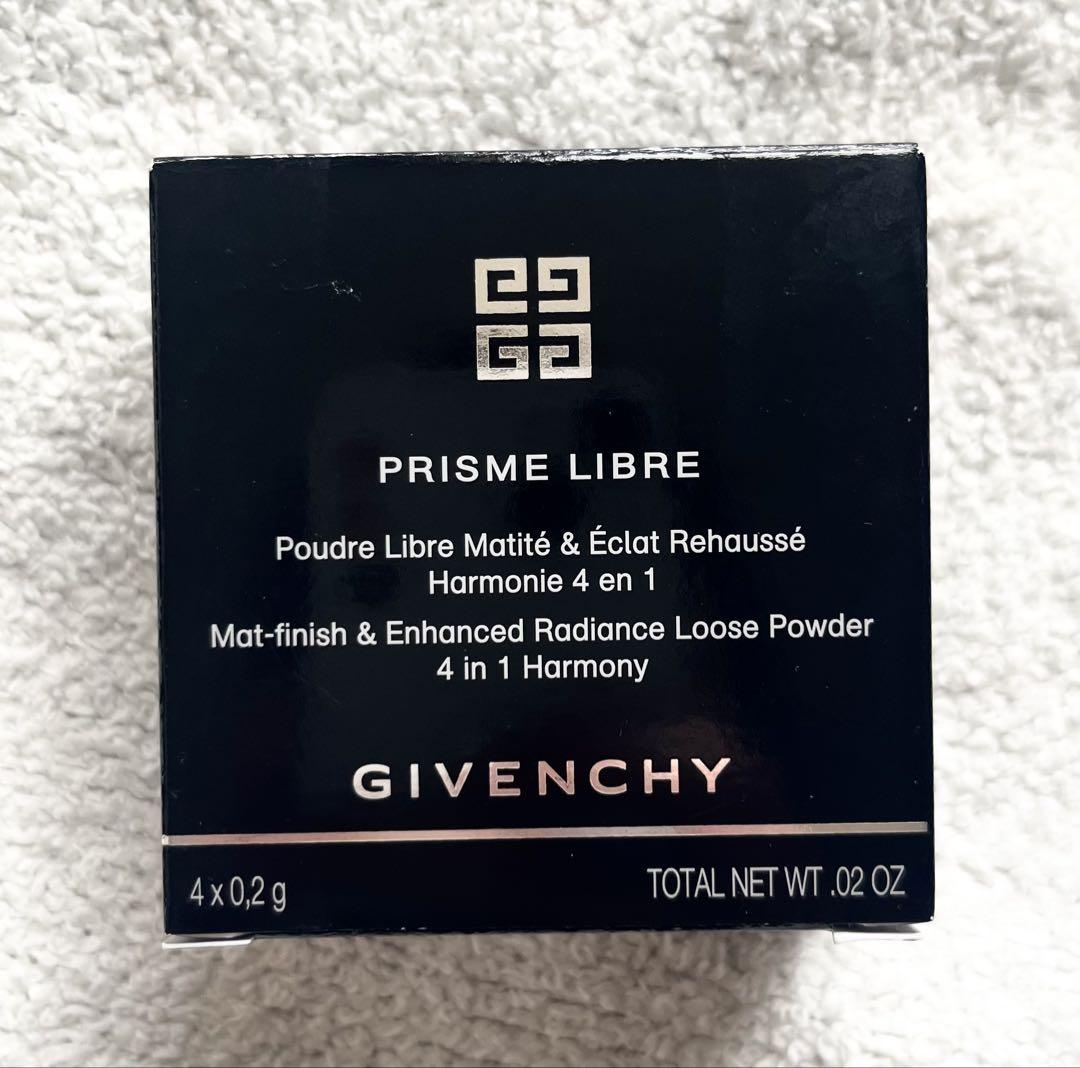 PRISME LIBRE
Poudre Libre Matité & Éclat Rehaussé
Harmonie 4 en 1
Mat-finish & Enhanced Radiance Loose Powder
4 in 1 Harmony
GIVENCHY
4 x 0,2 g
TOTAL NET WT .02 OZ